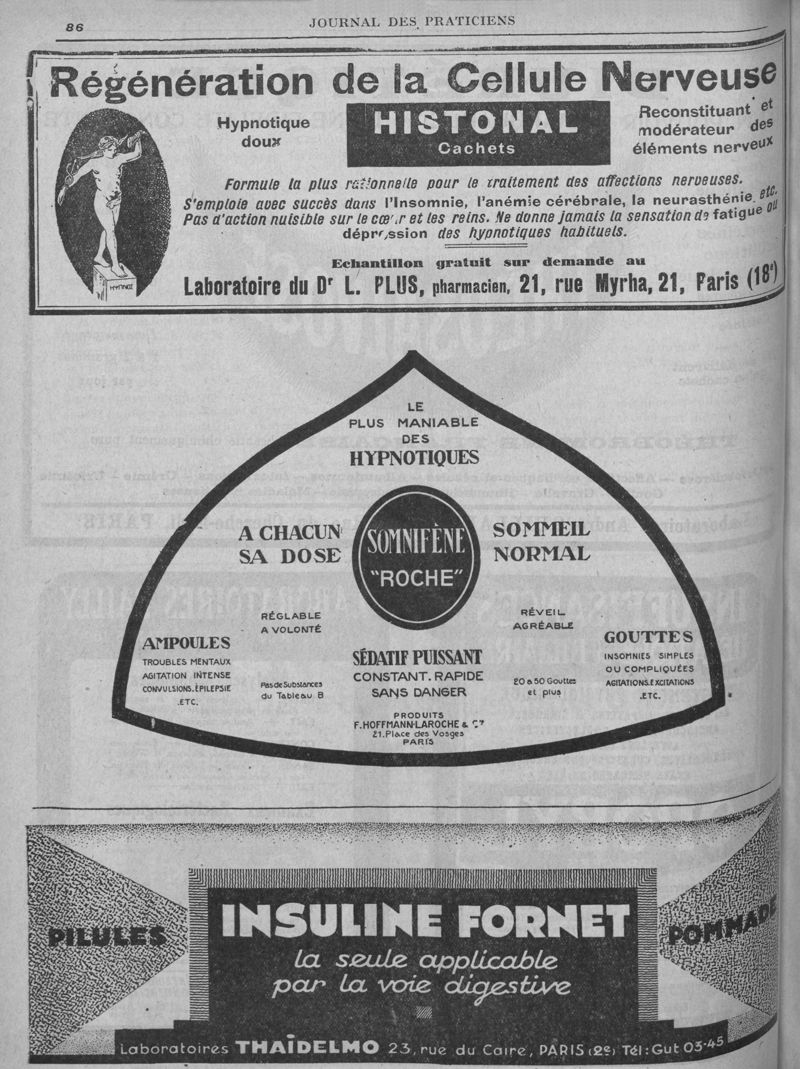 86
JOURNAL DES PRATICIENS
Régénération de la Cellule Nerveuse
Hypnotique
doux
HISTONAL
Cachets
Reconstituant et
modérateur des
éléments nerveux
Formule la plus rationnelle pour le traitement des affections nerveuses.
S'emploie avec succès dans l'Insomnie, l'anémie cérébrale, la neurasthénie. etc.
Pas d'action nuisible sur le cœur et les reins. Ne donne jamais la sensation de fatigue ou
dépression des hypnotiques habituels.
Echantillon gratuit sur demande au
Laboratoire du Dr L. PLUS, pharmacien, 21, rue Myrha, 21, Paris (18e)
LE
PLUS MANIABLE
DES
HYPNOTIQUES
A CHACUN
SA DOSE
SOMNIFÈNE
"ROCHE"
SOMMEIL
NORMAL
RÉGLABLE
A VOLONTÉ
RÉVEIL
AGRÉABLE
AMPOULES
TROUBLES MENTAUX
AGITATION INTENSE
CONVULSIONS.ÉPILEPSIE
.ETC.
Pas de Substances
du Tableau B
SÉDATIF PUISSANT
CONSTANT. RAPIDE
SANS DANGER
20 a 50 Gouttes
et plus
GOUTTES
INSOMNIES SIMPLES
OU COMPLIQUÉES
AGITATIONS.EXCITATIONS
.ETC.
PRODUITS
F.HOFFMANN-LAROCHE & Cie
21.Place des Vosges
PARIS
PILULES
INSULINE FORNET
la seule applicable
par la voie digestive
POMMADE
Laboratoires THAÏDELMO 23, rue du Caire, PARIS (2e) Tél: Gut 03-45